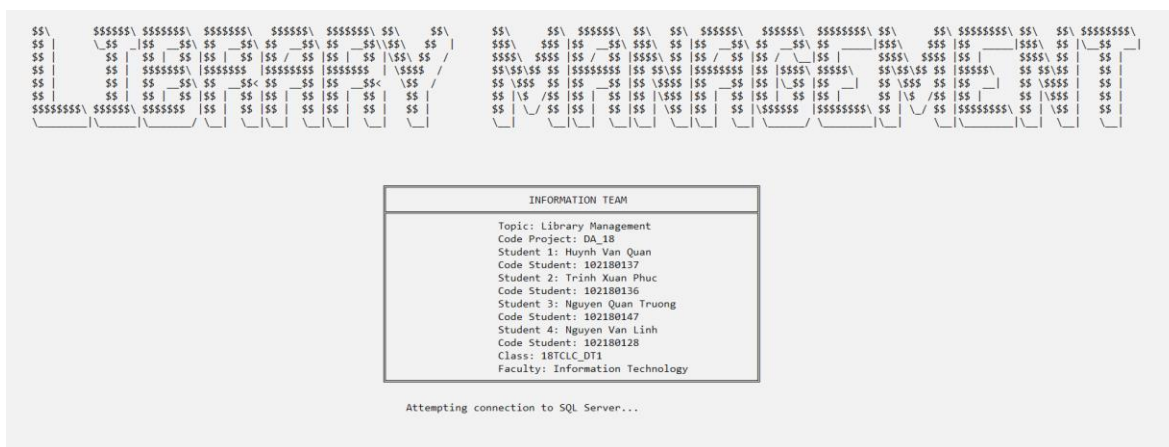 LIBRARY MANAGEMENT
INFORMATION TEAM
Topic: Library Management
Code Project: DA_18
Student 1: Huynh Van Quan
Code Student: 102180137
Student 2: Trinh Xuan Phuc
Code Student: 102180136
Student 3: Nguyen Quan Truong
Code Student: 102180147
Student 4: Nguyen Van Linh
Code Student: 102180128
Class: 18TCLC_DT1
Faculty: Information Technology
Attempting connection to SQL Server...